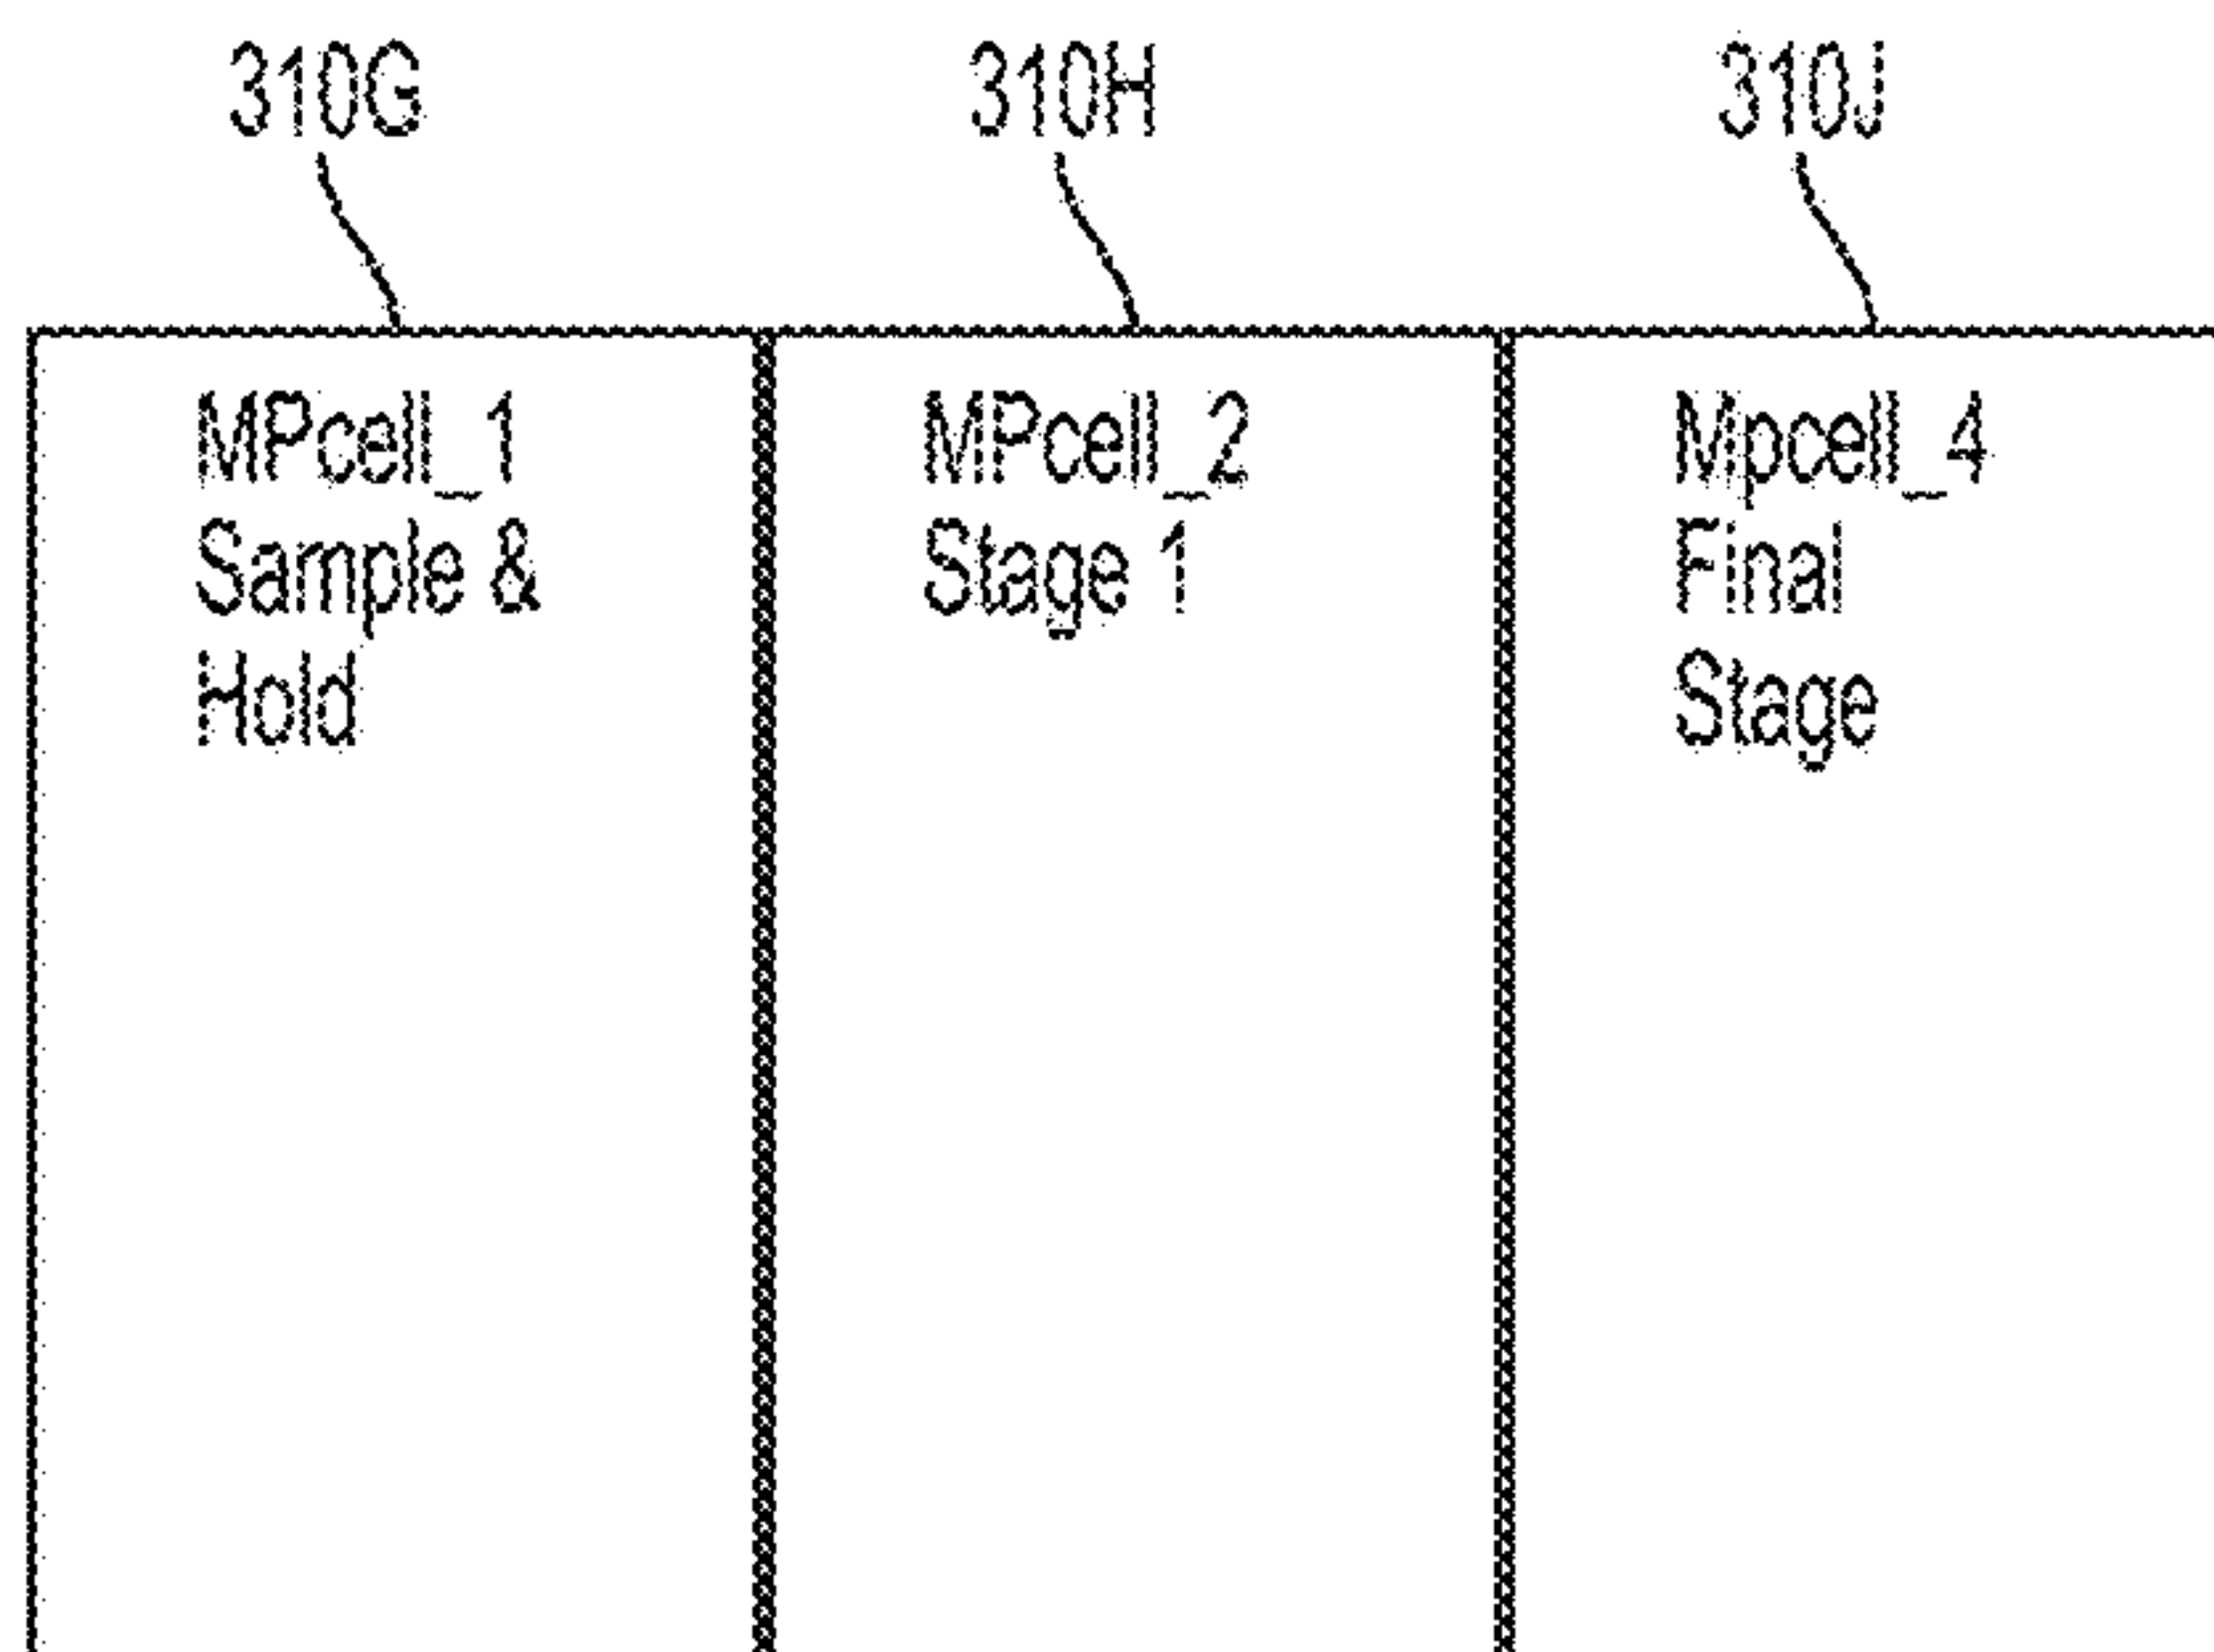 310G
310H
310J
MPcell_1
Sample &
Hold
MPcell_2
Stage 1
Mpcell_4
Final
Stage